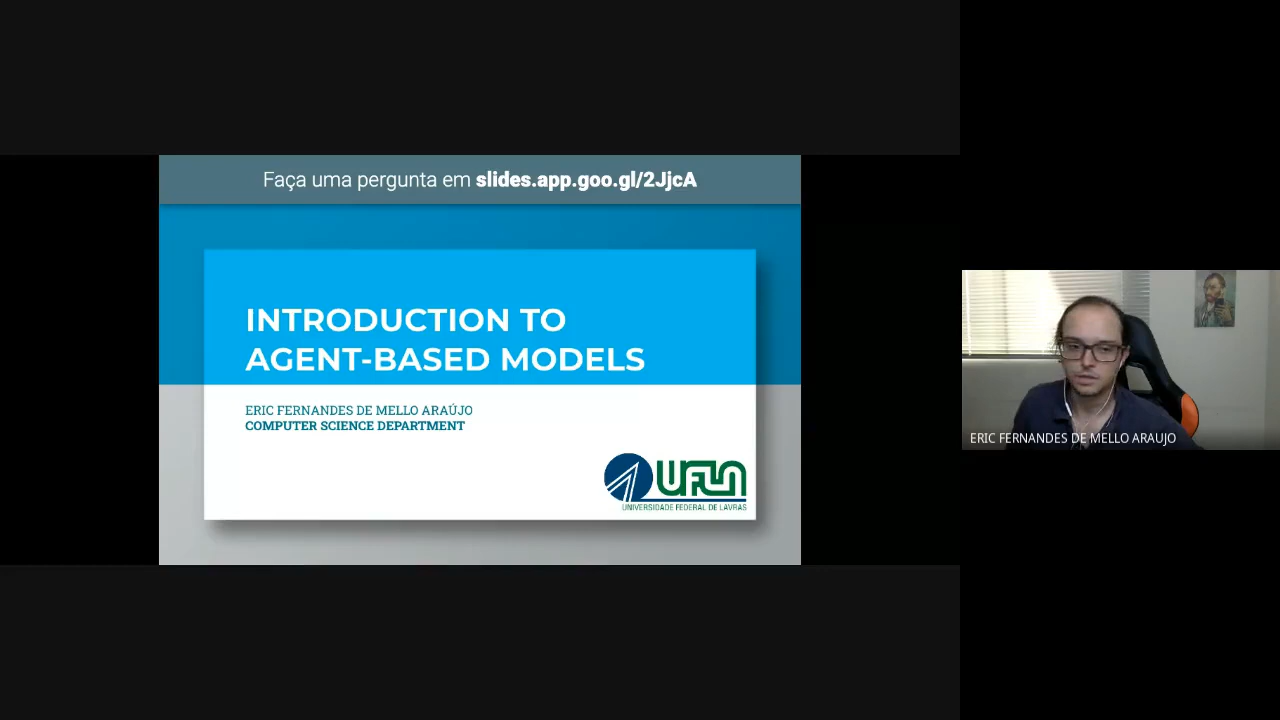 Faça uma pergunta em slides.app.goo.gl/2JjcA
INTRODUCTION TO
AGENT-BASED MODELS
ERIC FERNANDES DE MELLO ARAÚJO
COMPUTER SCIENCE DEPARTMENT
UFLA
UNIVERSIDADE FEDERAL DE LAVRAS
ERIC FERNANDES DE MELLO ARAUJO